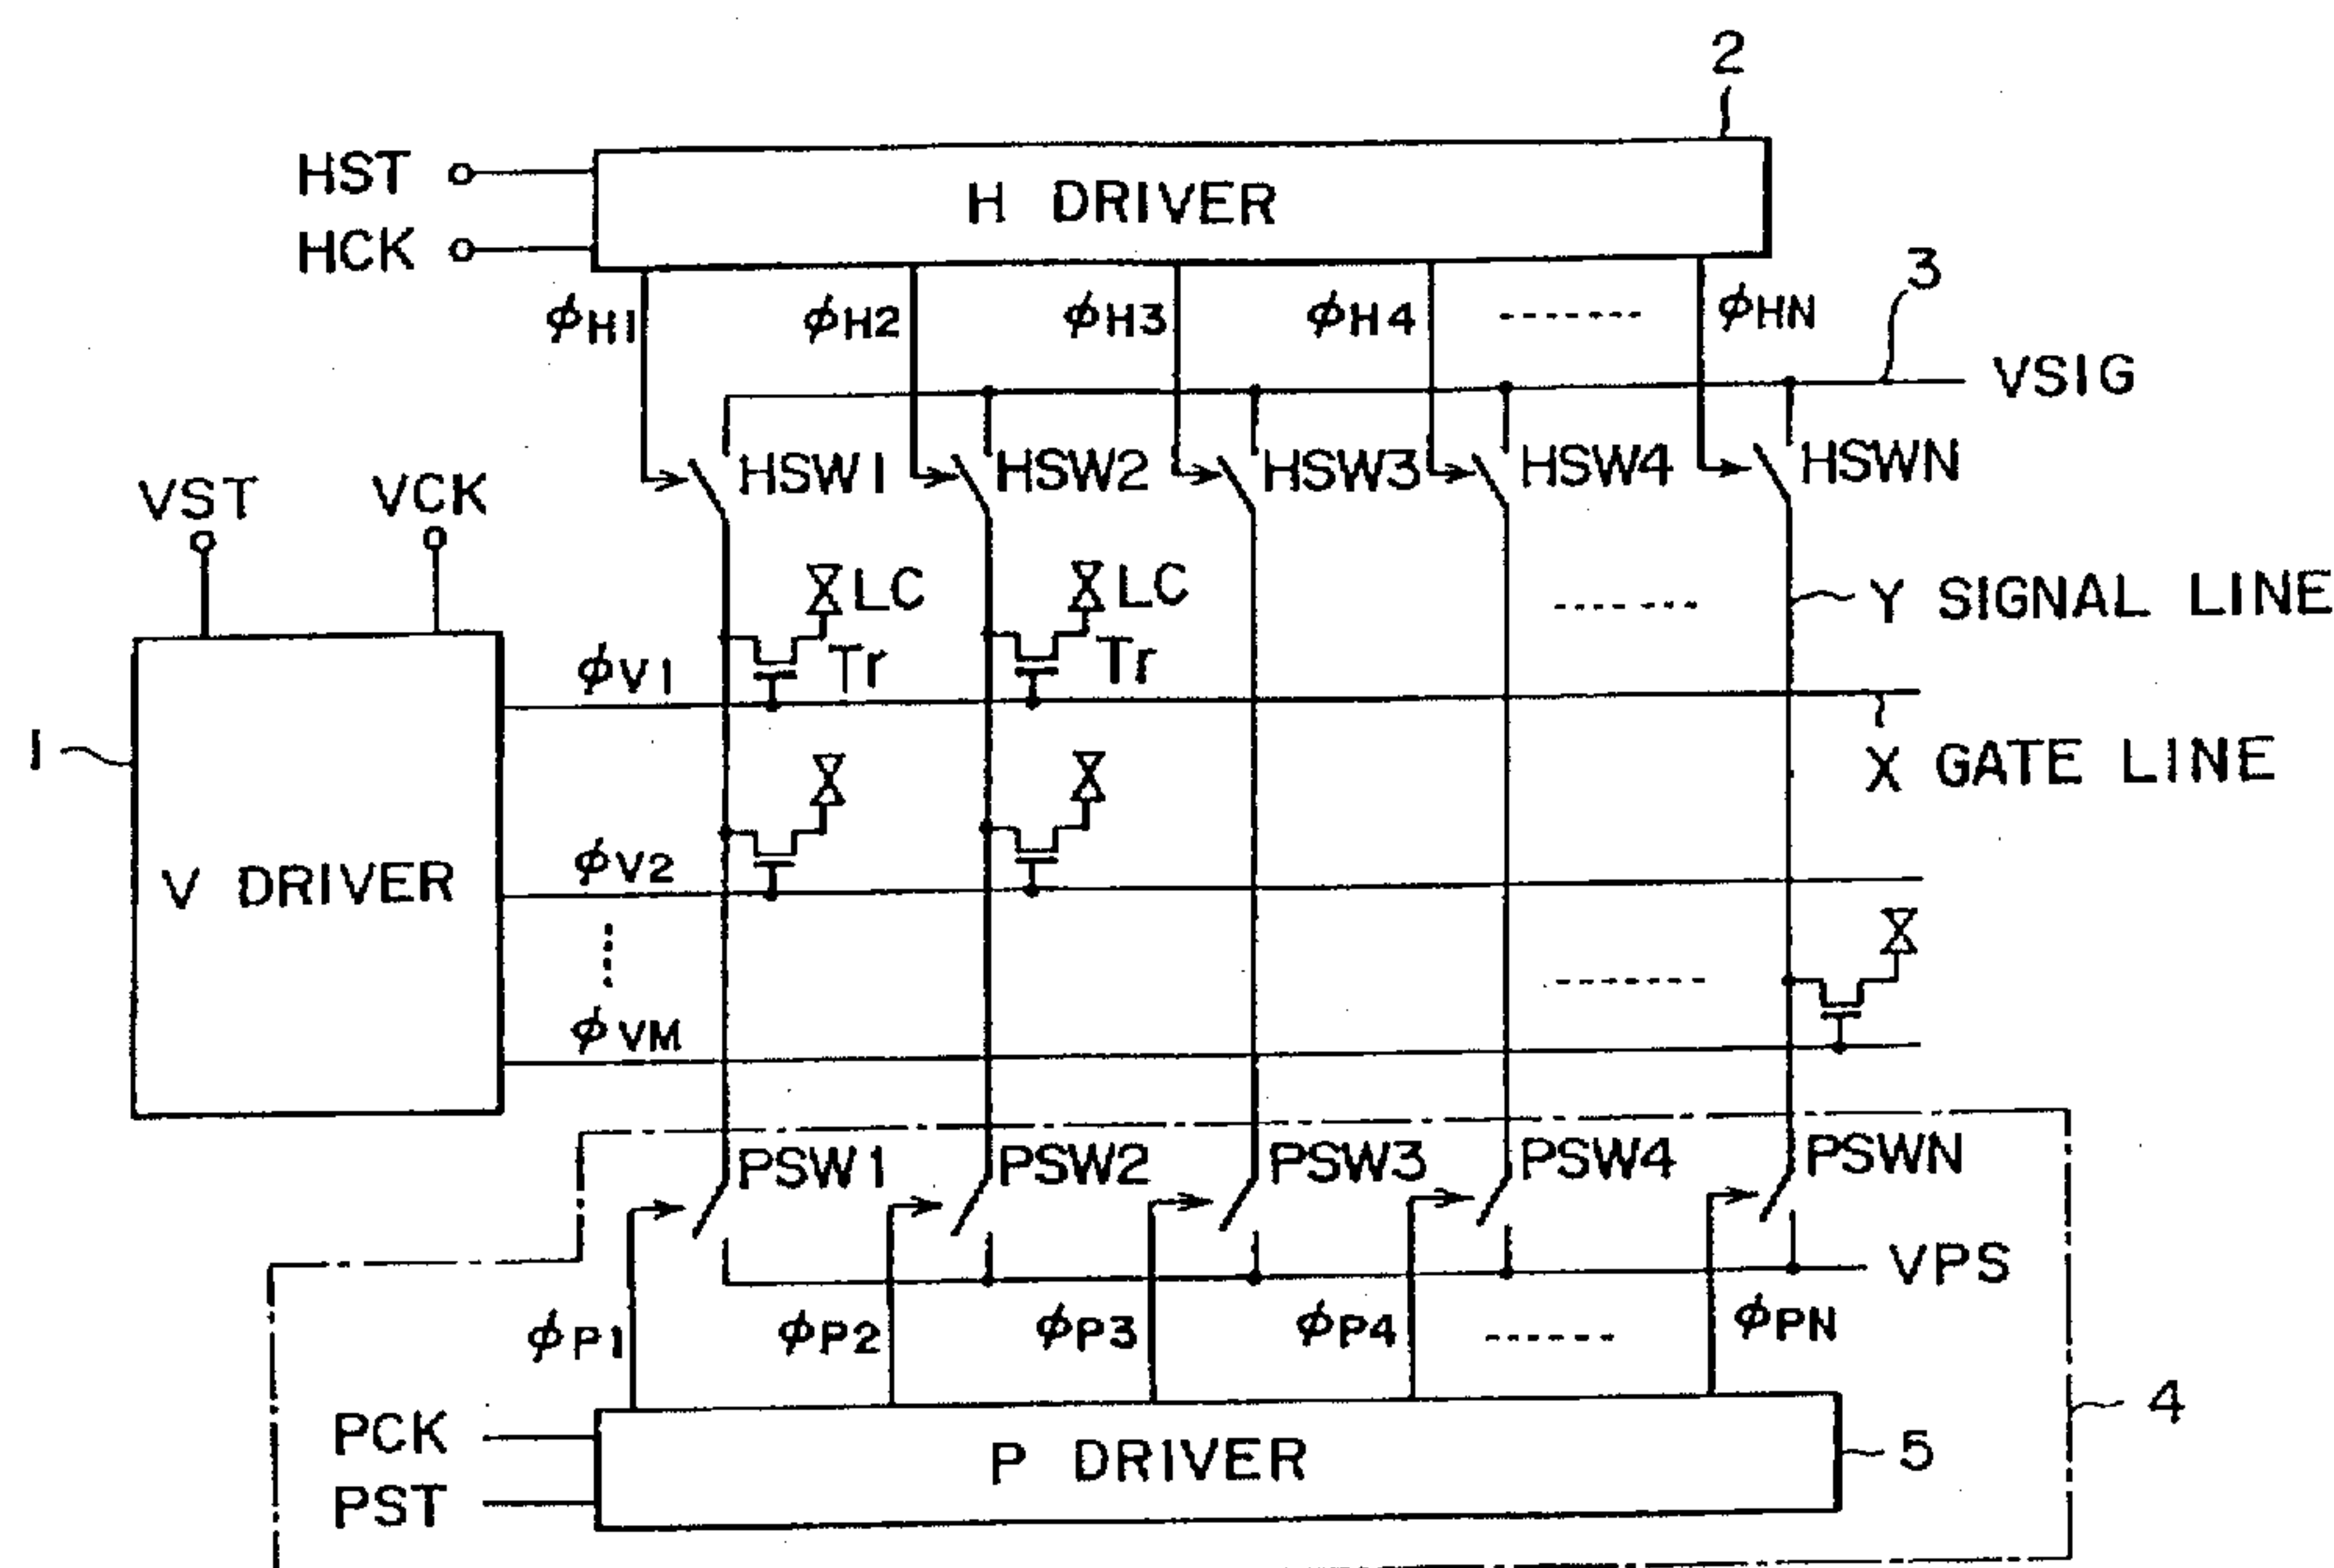 2
HST
H DRIVER
HCK
3
φH1
φH2
φH3
φH4
φHN
VSIG
HSW1
HSW2
HSW3
HSW4
HSWN
VST
VCK
LC
LC
Y SIGNAL LINE
Tr
Tr
φV1
1
X GATE LINE
V DRIVER
φV2
φVM
PSW1
PSW2
PSW3
PSW4
PSWN
VPS
φP1
φP2
φP3
φP4
φPN
4
PCK
P DRIVER
5
PST